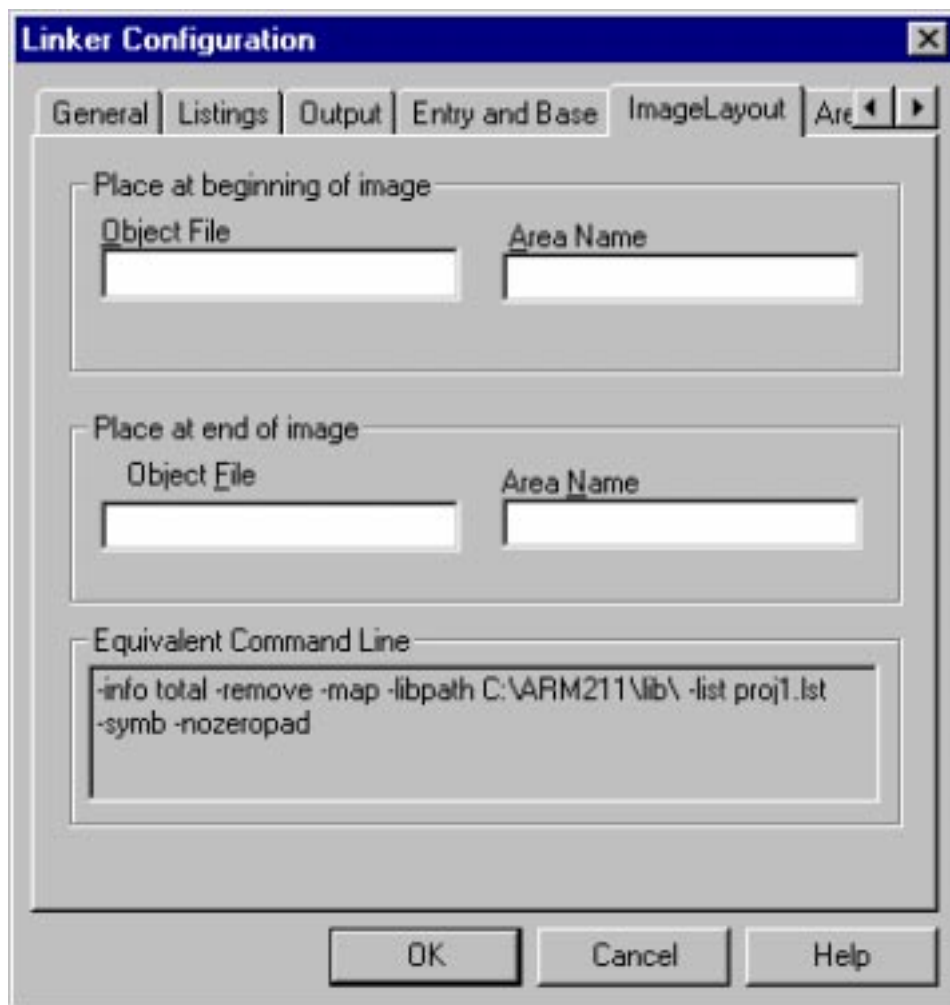 Linker Configuration
General Listings Output Entry and Base ImageLayout Are
Place at beginning of image
Object File Area Name
Place at end of image
Object File Area Name
Equivalent Command Line
-info total -remove -map -libpath C:\ARM211\lib\ -list proj1.lst
-symb -nozeropad
OK Cancel Help